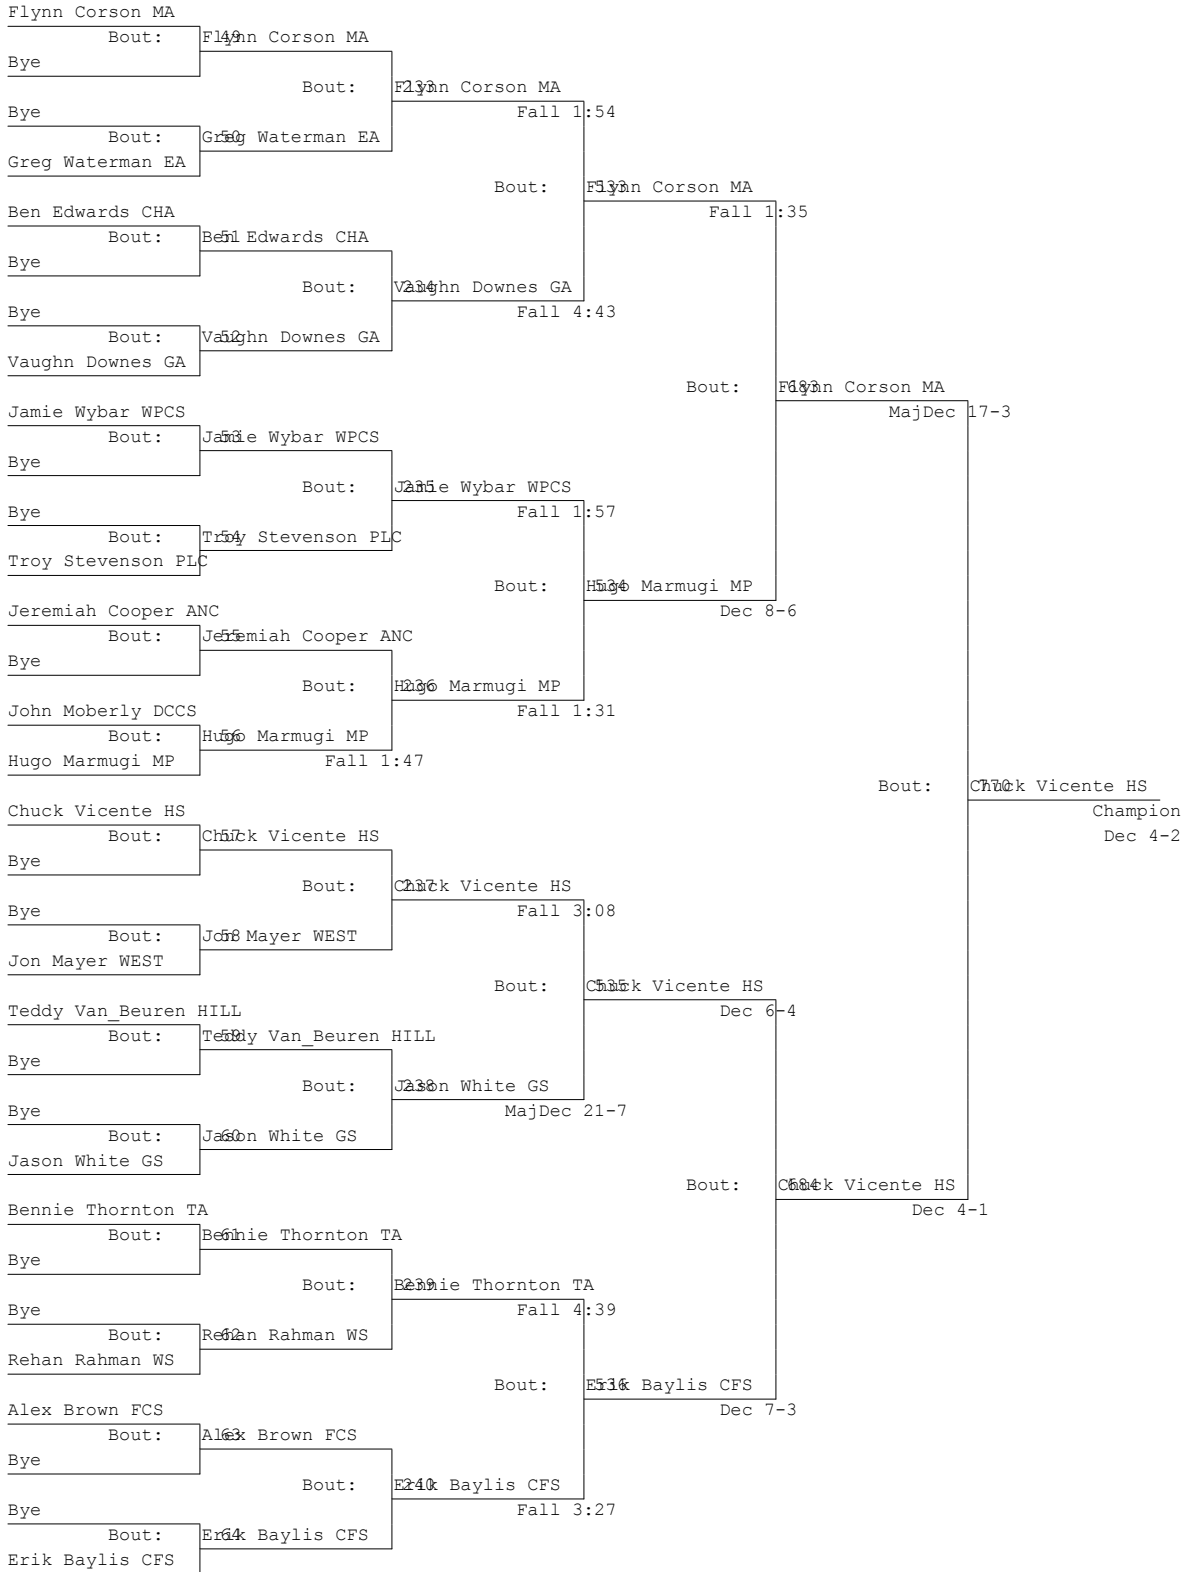 Flynn Corson MA
Bout: 49 Flynn Corson MA
Bye
Bout: 233 Flynn Corson MA
Bye
Fall 1:54
Bout: 50 Greg Waterman EA
Greg Waterman EA
Bout: 533 Flynn Corson MA
Ben Edwards CHA
Fall 1:35
Bout: 51 Ben Edwards CHA
Bye
Bout: 234 Vaughn Downes GA
Bye
Fall 4:43
Bout: 52 Vaughn Downes GA
Vaughn Downes GA
Bout: 683 Flynn Corson MA
Jamie Wybar WPCS
MajDec 17-3
Bout: 53 Jamie Wybar WPCS
Bye
Bout: 235 Jamie Wybar WPCS
Bye
Fall 1:57
Bout: 54 Troy Stevenson PLC
Troy Stevenson PLC
Bout: 534 Hugo Marmugi MP
Jeremiah Cooper ANC
Dec 8-6
Bout: 55 Jeremiah Cooper ANC
Bye
Bout: 236 Hugo Marmugi MP
John Moberly DCCS
Fall 1:31
Bout: 56 Hugo Marmugi MP
Hugo Marmugi MP
Fall 1:47
Bout: 770 Chuck Vicente HS
Chuck Vicente HS
Champion
Bout: 57 Chuck Vicente HS
Dec 4-2
Bye
Bout: 237 Chuck Vicente HS
Bye
Fall 3:08
Bout: 58 Jon Mayer WEST
Jon Mayer WEST
Bout: 535 Chuck Vicente HS
Teddy Van_Beuren HILL
Dec 6-4
Bout: 59 Teddy Van_Beuren HILL
Bye
Bout: 238 Jason White GS
Bye
MajDec 21-7
Bout: 60 Jason White GS
Jason White GS
Bout: 684 Chuck Vicente HS
Bennie Thornton TA
Dec 4-1
Bout: 61 Bennie Thornton TA
Bye
Bout: 239 Bennie Thornton TA
Bye
Fall 4:39
Bout: 62 Rehan Rahman WS
Rehan Rahman WS
Bout: 536 Erik Baylis CFS
Alex Brown FCS
Dec 7-3
Bout: 63 Alex Brown FCS
Bye
Bout: 240 Erik Baylis CFS
Bye
Fall 3:27
Bout: 64 Erik Baylis CFS
Erik Baylis CFS